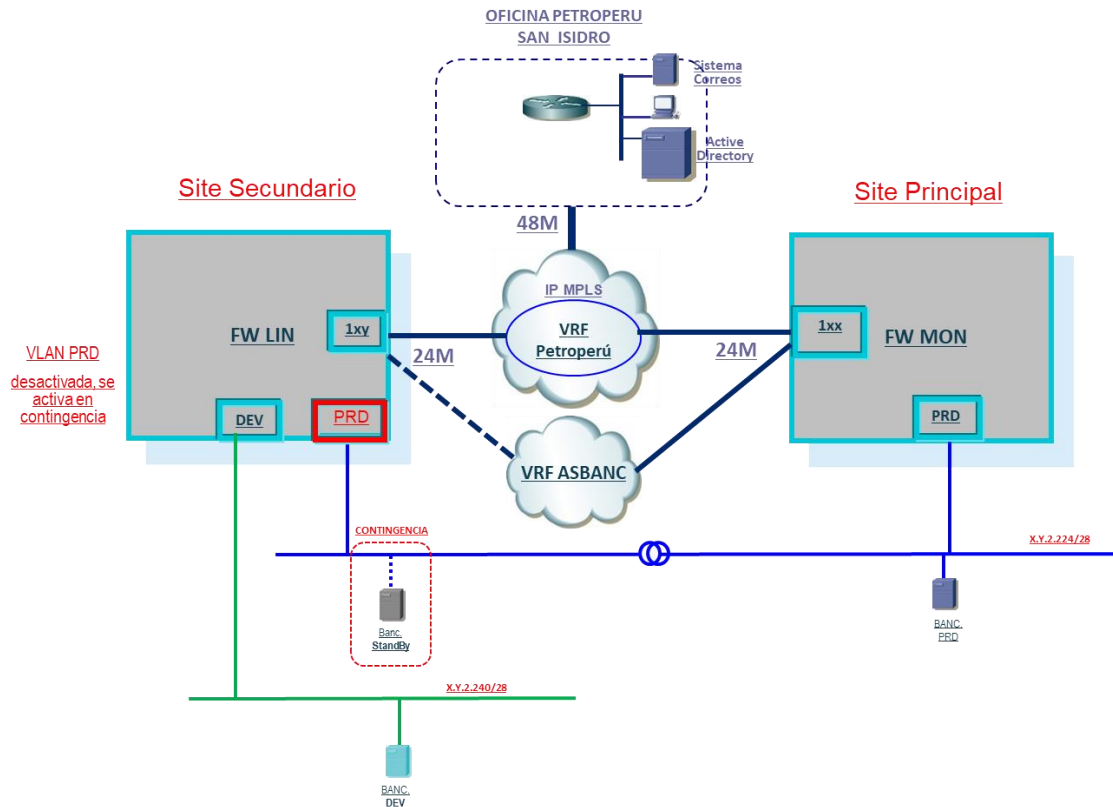 OFICINA PETROPERU
SAN ISIDRO
Sistema
Correos
Active
Directory
Site Secundario
Site Principal
48M
IP MPLS
VRF
Petroperú
1xy
FW LIN
24M
24M
1xx
FW MON
VLAN PRD
desactivada, se
activa en
contingencia
DEV
PRD
PRD
VRF ASBANC
CONTINGENCIA
X.Y.2.224/28
Banc.
StandBy
BANC.
PRD
X.Y.2.240/28
BANC.
DEV